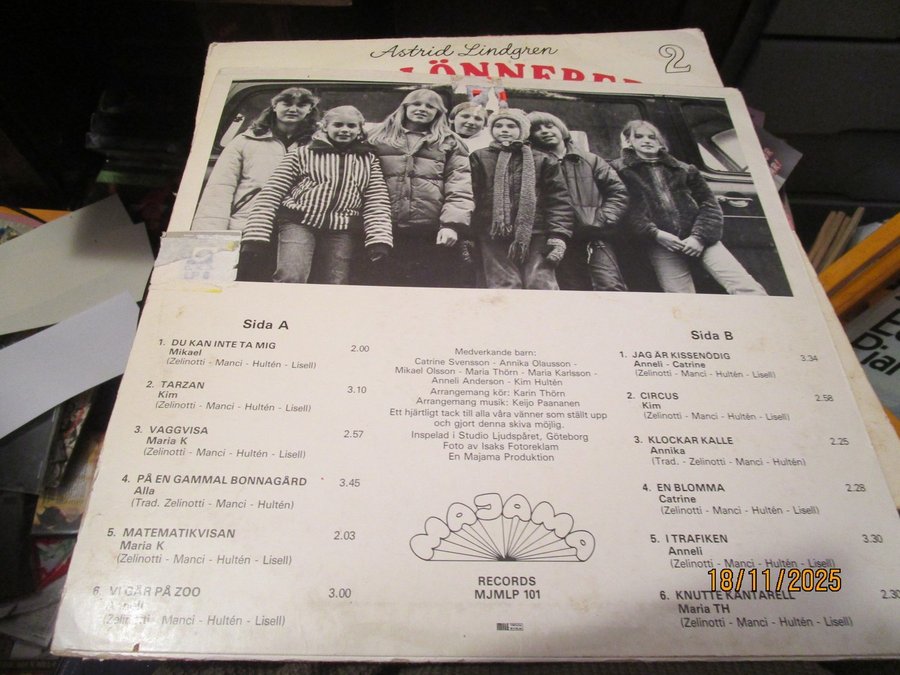 Astrid Lindgren
2
Sida A
1. DU KAN INTE TA MIG 2.00
Mikael
(Zelinotti - Manci - Hultén - Lisell)
2. TARZAN 3.10
Kim
(Zelinotti - Manci - Hultén - Lisell)
3. VAGGVISA 2.57
Maria K
(Zelinotti - Manci - Hultén - Lisell)
4. PÅ EN GAMMAL BONNAGÅRD 3.45
Alla
(Trad. Zelinotti - Manci - Hultén)
5. MATEMATIKVISAN 2.03
Maria K
(Zelinotti - Manci - Hultén - Lisell)
6. VI GÅR PÅ ZOO 3.00
(Zelinotti - Manci - Hultén - Lisell)
Medverkande barn:
Catrine Svensson - Annika Olausson -
Mikael Olsson - Maria Thörn - Maria Karlsson -
Anneli Anderson - Kim Hultén
Arrangemang kör: Karin Thörn
Arrangemang musik: Keijo Paananen
Ett hjärtligt tack till alla våra vänner som ställt upp
och gjort denna skiva möjlig.
Inspelad i Studio Ljudspåret, Göteborg
Foto av Isaks Fotoreklam
En Majama Produktion
MAJAMA
RECORDS
MJMLP 101
Sida B
1. JAG ÄR KISSENÖDIG 3.34
Anneli - Catrine
(Zelinotti - Manci - Hultén - Lisell)
2. CIRCUS 2.58
Kim
(Zelinotti - Manci - Hultén - Lisell)
3. KLOCKAR KALLE 2.25
Annika
(Trad. - Zelinotti - Manci - Hultén)
4. EN BLOMMA 2.28
Catrine
(Zelinotti - Manci - Hultén - Lisell)
5. I TRAFIKEN 3.30
Anneli
(Zelinotti - Manci - Hultén - Lisell)
6. KNUTTE KANTARELL 2.30
Maria TH
(Zelinotti - Manci - Hultén - Lisell)
18/11/2025